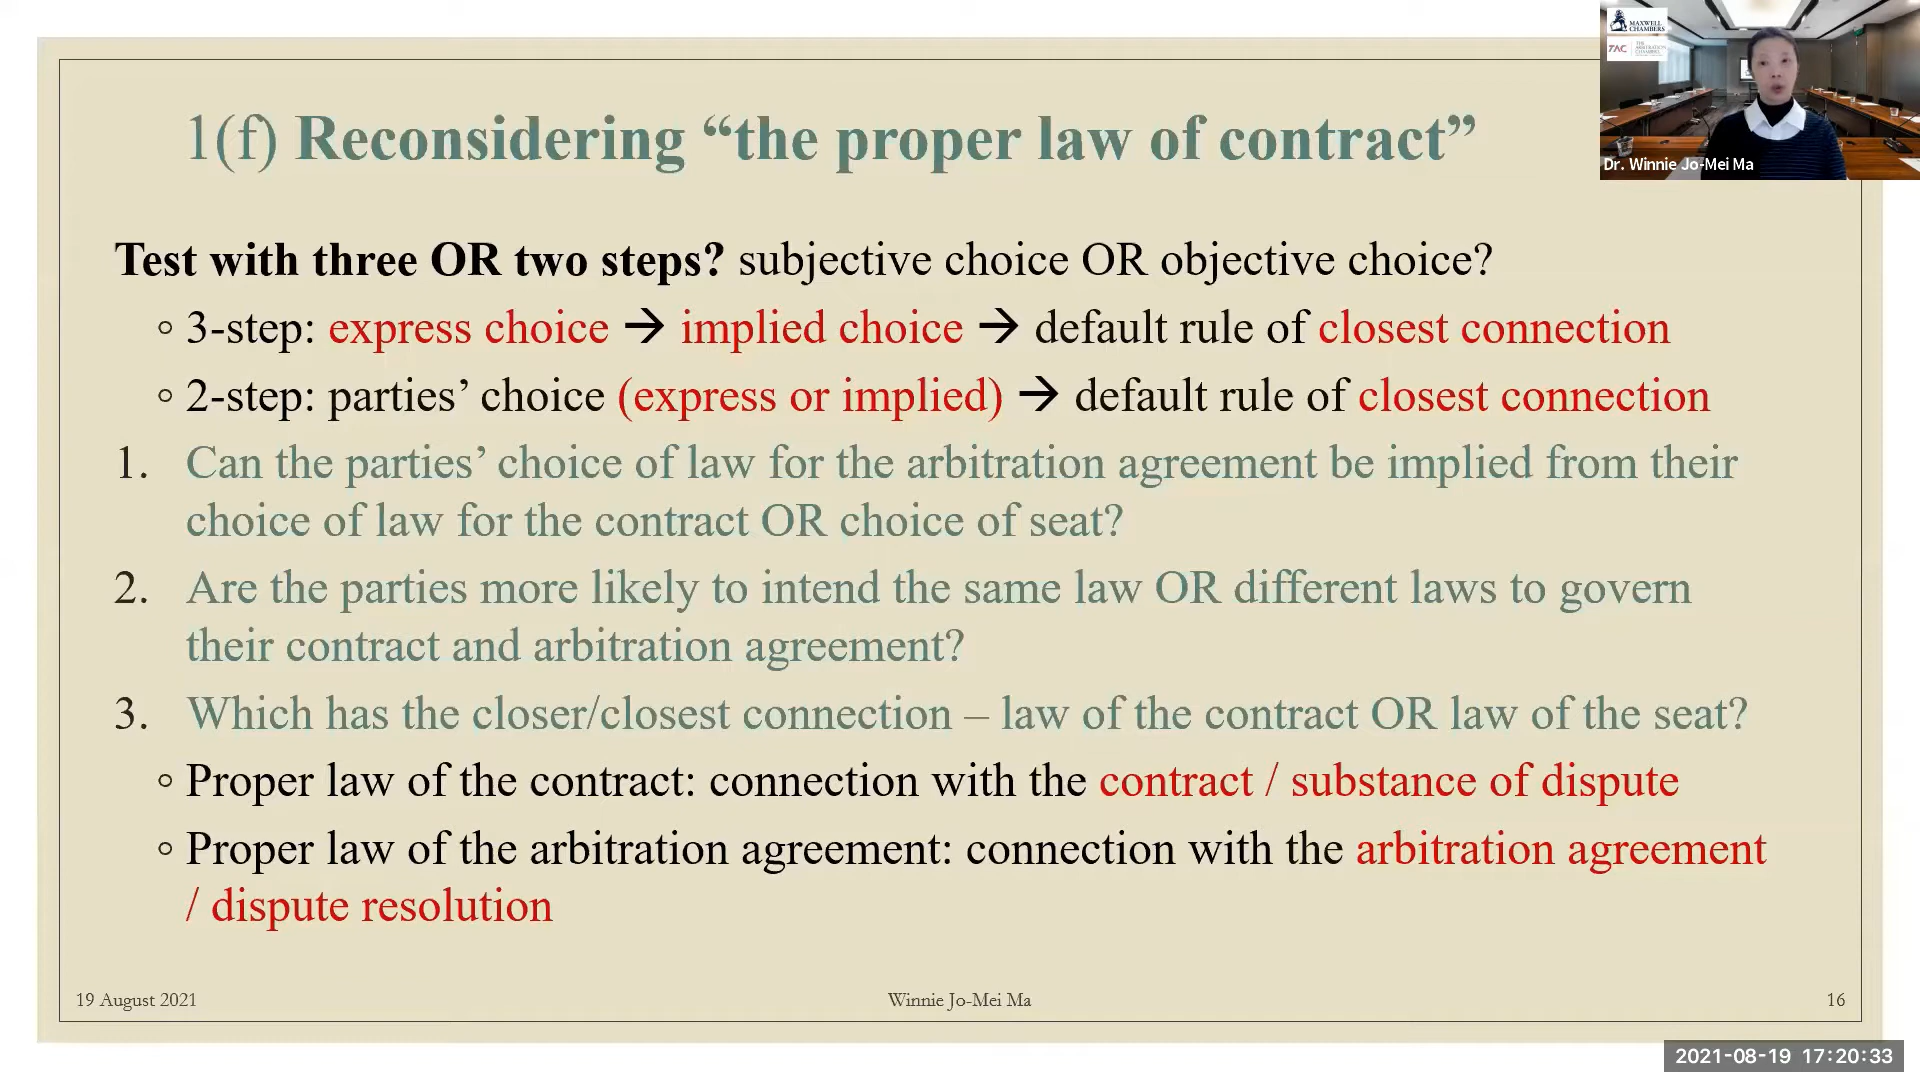 1(f) Reconsidering “the proper law of contract”
MAXWELL
CHAMBERS
TAC
Dr. Winnie Jo-Mei Ma
Test with three OR two steps? subjective choice OR objective choice?
◦ 3-step: express choice → implied choice → default rule of closest connection
◦ 2-step: parties’ choice (express or implied) → default rule of closest connection
1. Can the parties’ choice of law for the arbitration agreement be implied from their
choice of law for the contract OR choice of seat?
2. Are the parties more likely to intend the same law OR different laws to govern
their contract and arbitration agreement?
3. Which has the closer/closest connection – law of the contract OR law of the seat?
◦ Proper law of the contract: connection with the contract / substance of dispute
◦ Proper law of the arbitration agreement: connection with the arbitration agreement
/ dispute resolution
19 August 2021
Winnie Jo-Mei Ma
16
2021-08-19 17:20:33